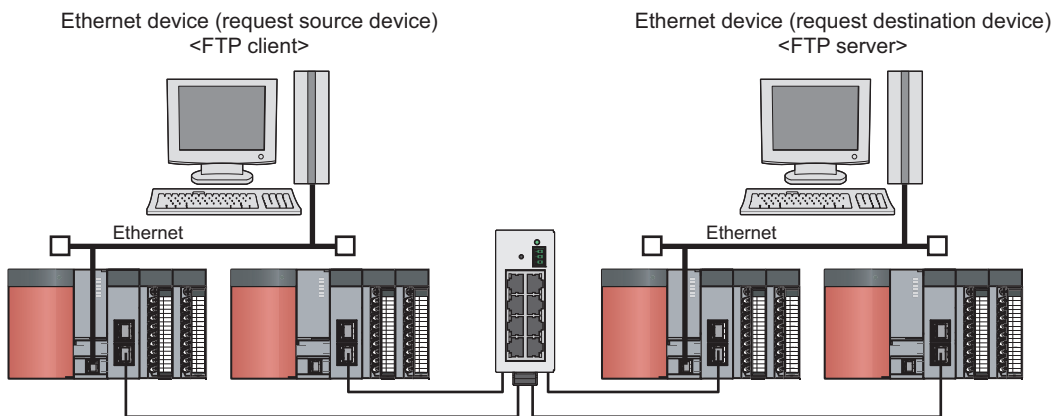 Ethernet device (request source device)
<FTP client>
Ethernet device (request destination device)
<FTP server>
Ethernet
Ethernet